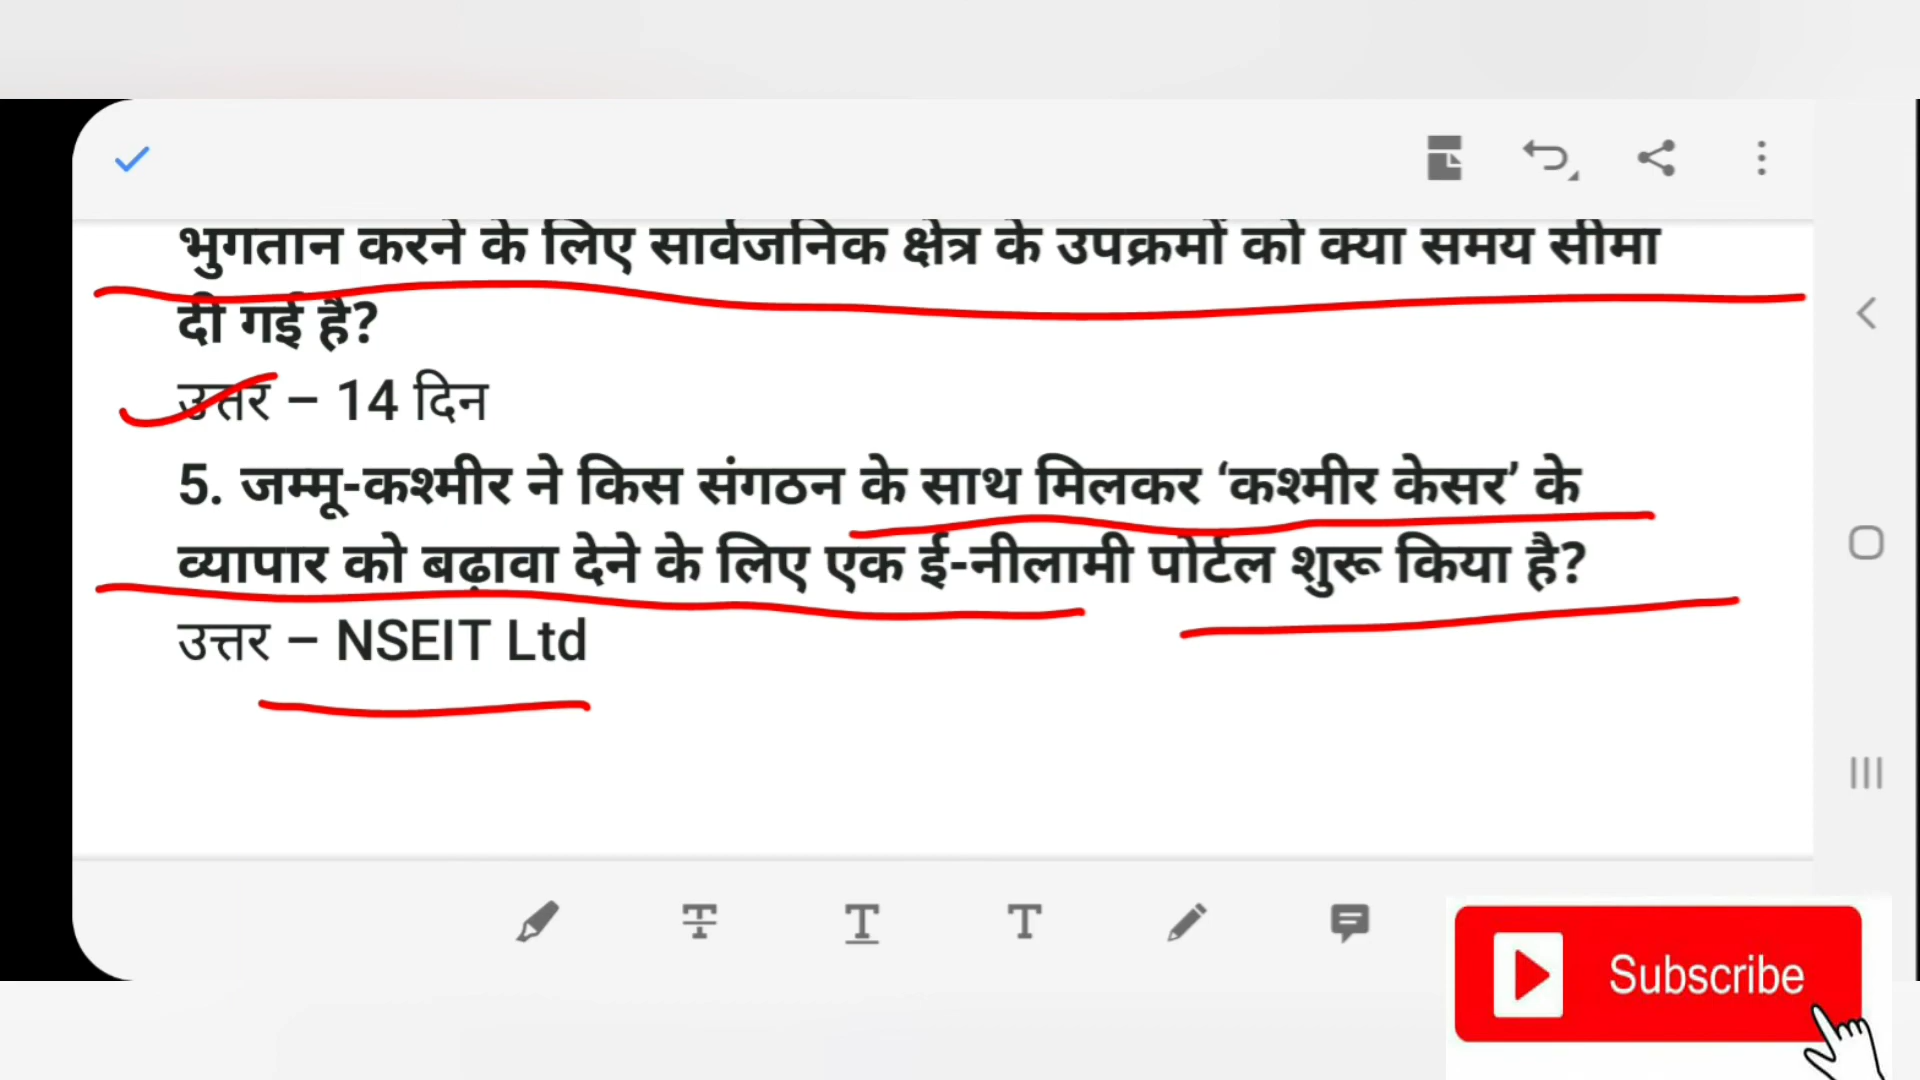 भुगतान करने के लिए सार्वजनिक क्षेत्र के उपक्रमों को क्या समय सीमा
दी गई है?
उत्तर – 14 दिन
5. जम्मू-कश्मीर ने किस संगठन के साथ मिलकर ‘कश्मीर केसर’ के
व्यापार को बढ़ावा देने के लिए एक ई-नीलामी पोर्टल शुरू किया है?
उत्तर – NSEIT Ltd
Subscribe